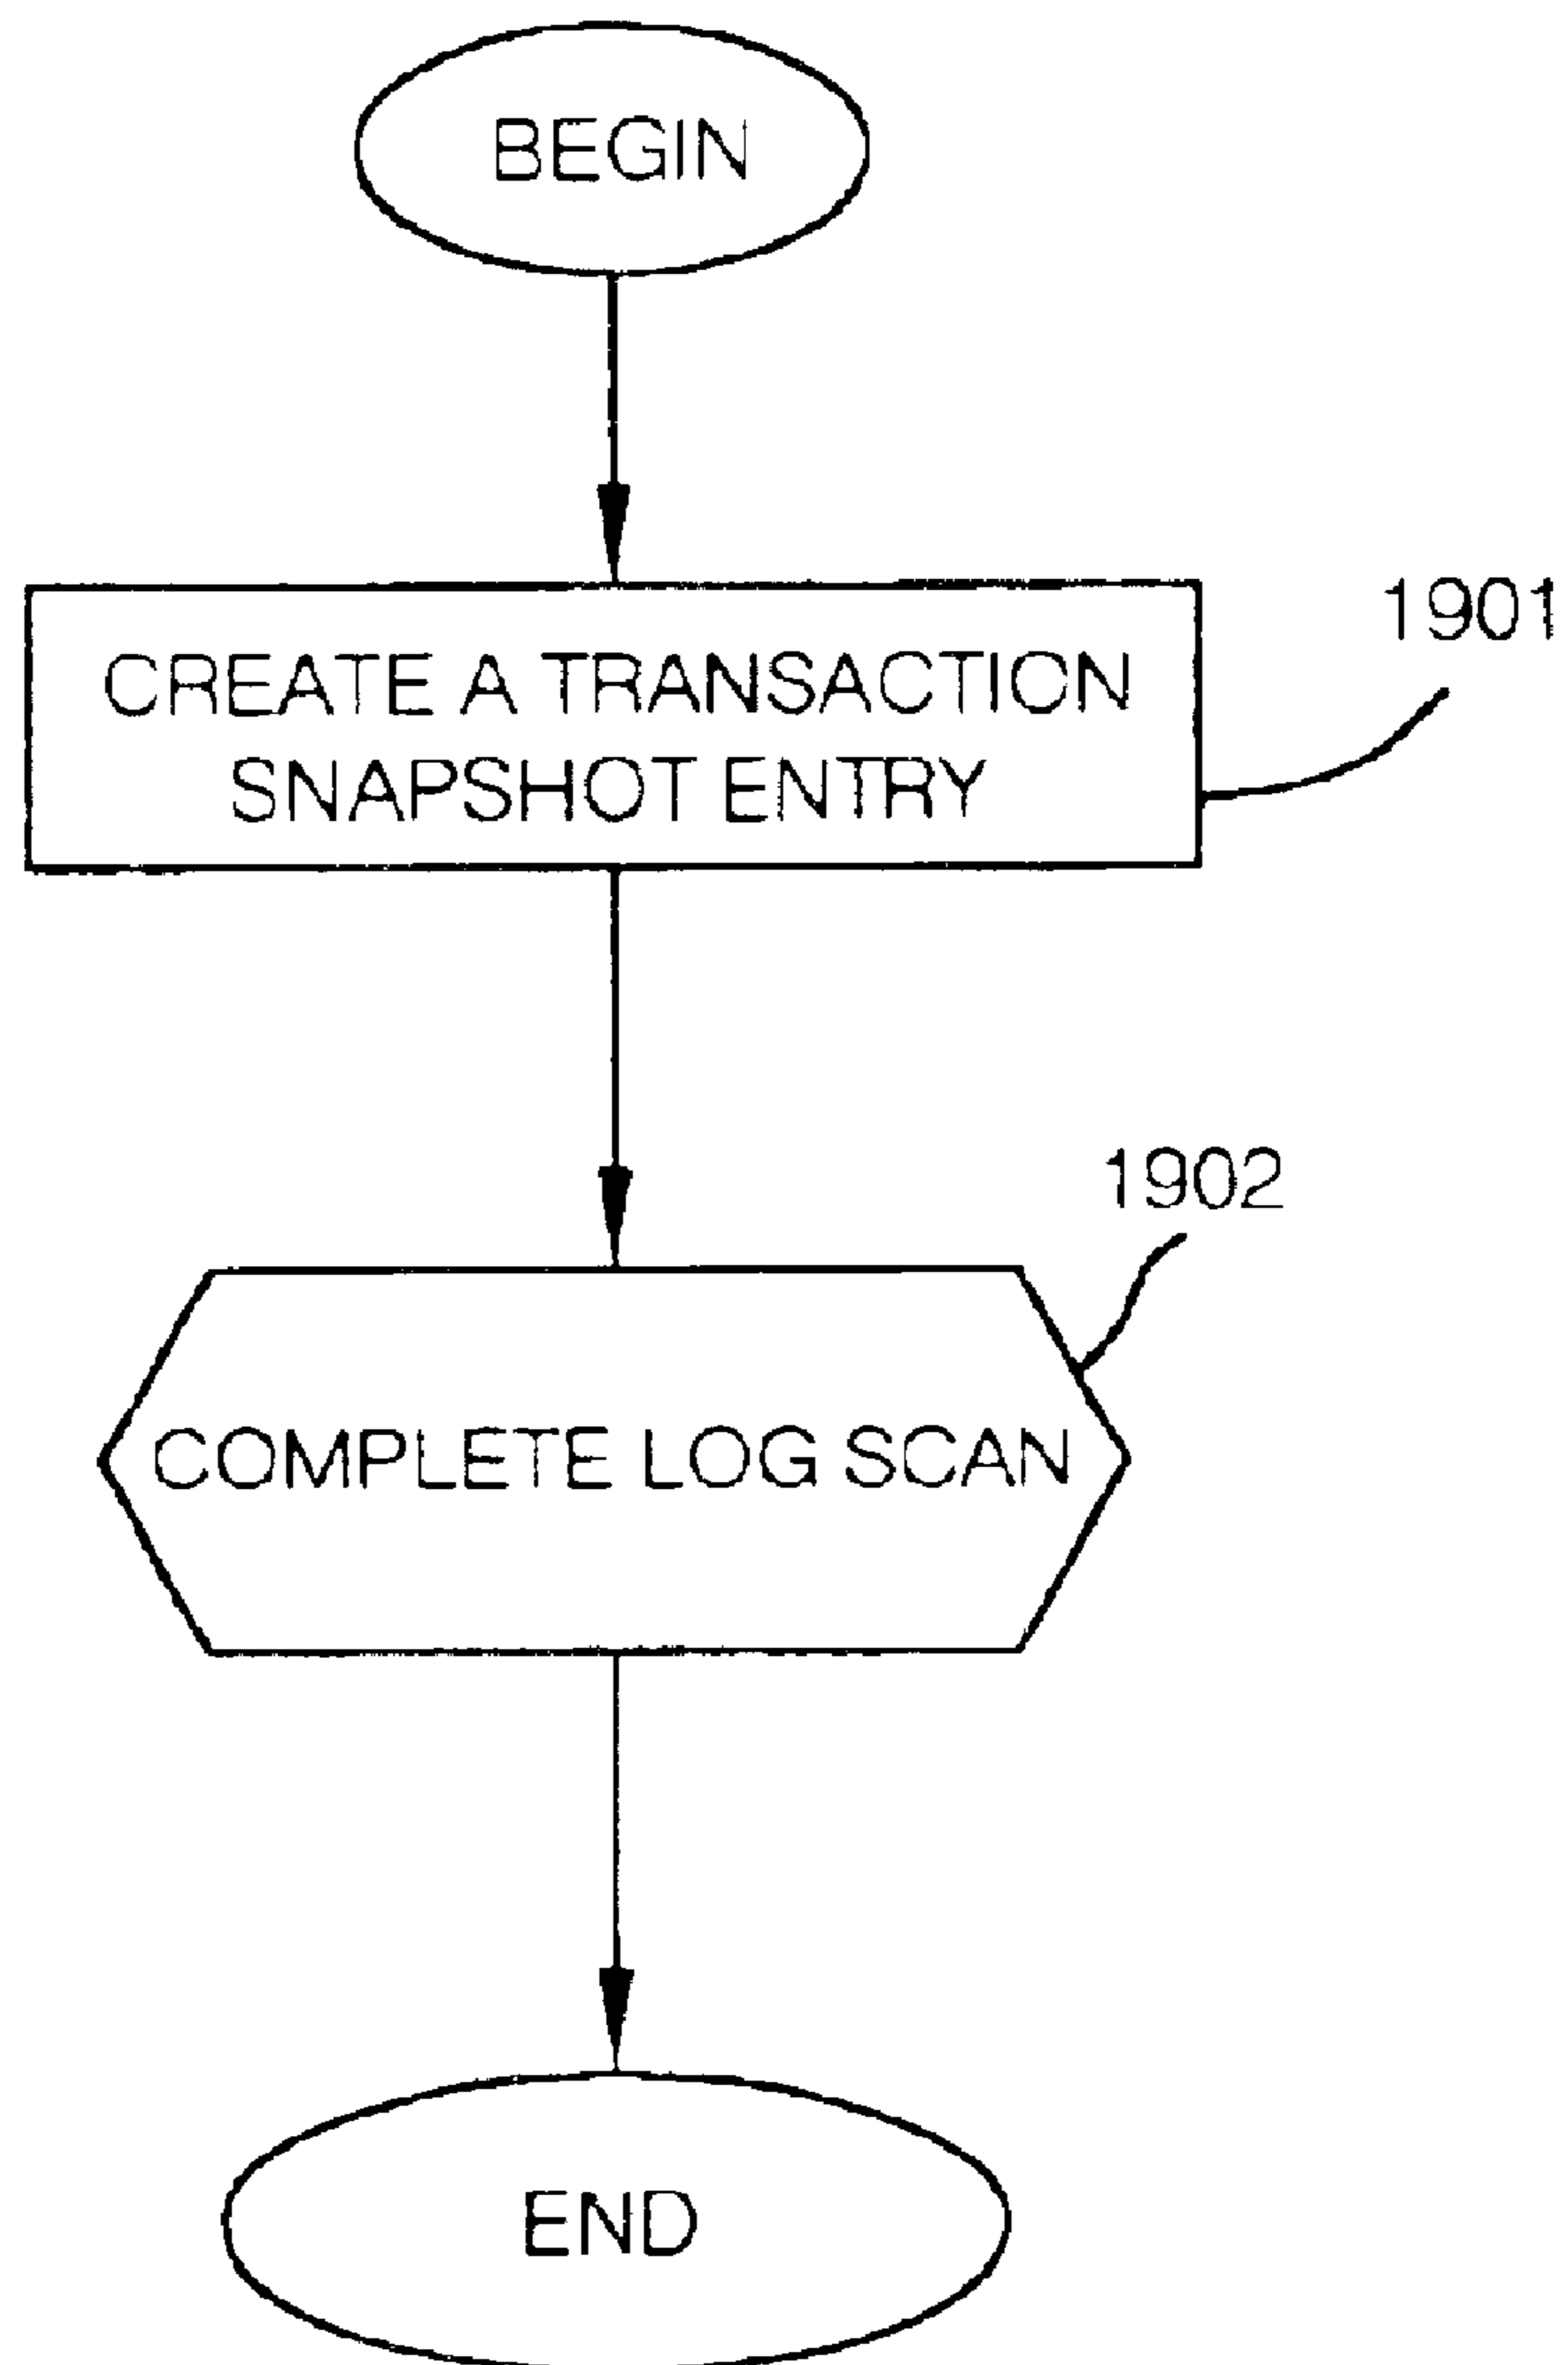 BEGIN
CREATE A TRANSACTION
SNAPSHOT ENTRY
1901
1902
COMPLETE LOG SCAN
END